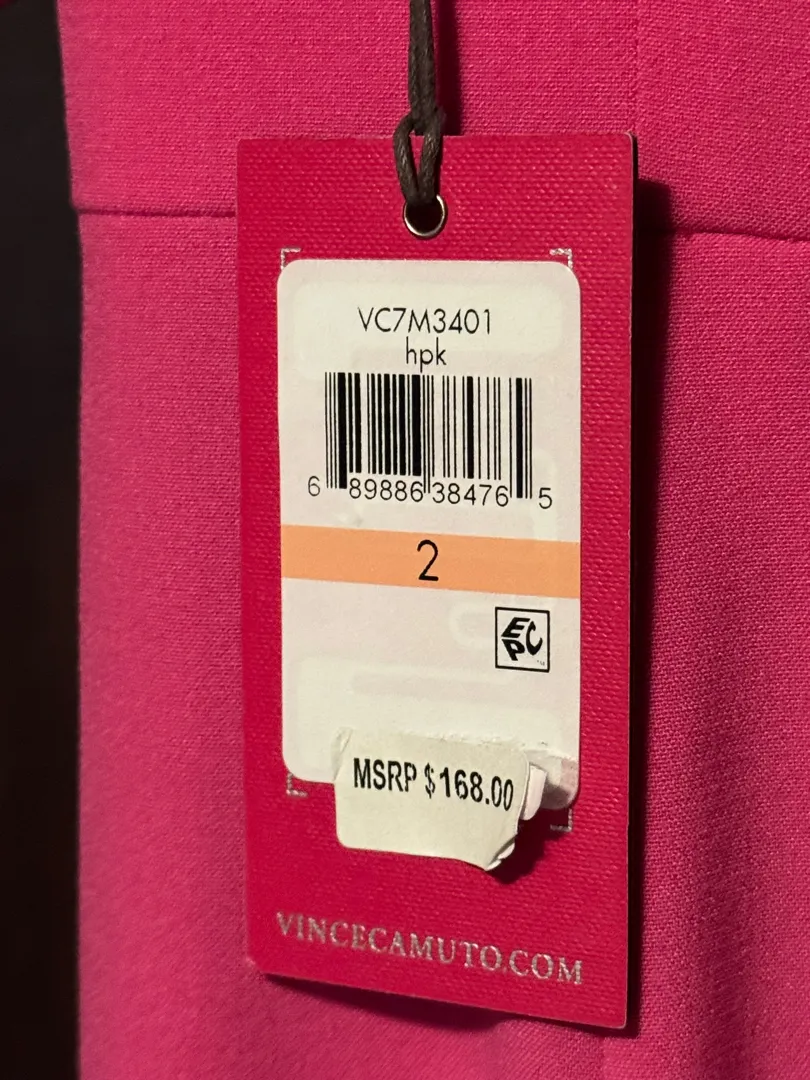 VC7M3401
hpk
6 89886 38476 5
2
EPC
MSRP $168.00
VINCECAMUTO.COM